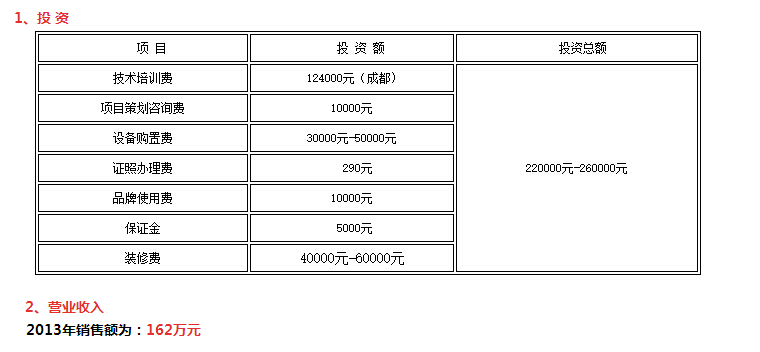 1、投 资
项 目 投 资 额 投资总额
技术培训费 124000元（成都）
项目策划咨询费 10000元
设备购置费 30000元-50000元
证照办理费 290元 220000元-260000元
品牌使用费 10000元
保证金 5000元
装修费 40000元-60000元
2、营业收入
2013年销售额为：162万元